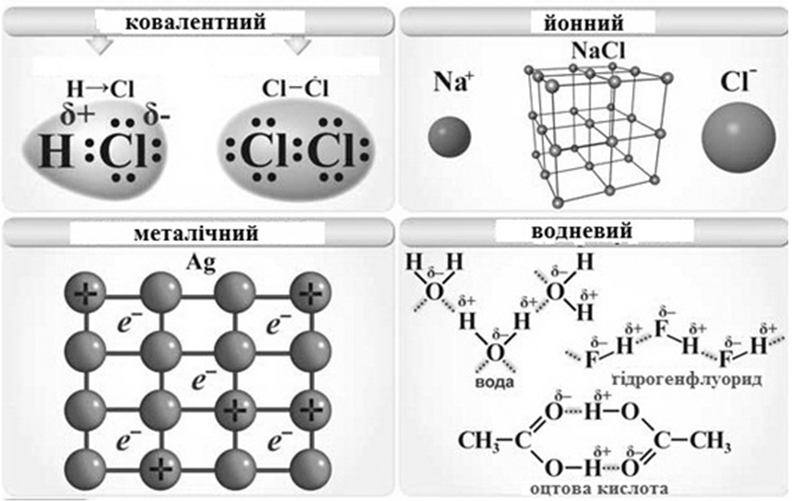 ковалентний
H→Cl
δ+ δ-
H :Cl:
Cl–Cl
:Cl:Cl:
йонний
NaCl
Na⁺
Cl⁻
металічний
Ag
+ +
e⁻ e⁻
e⁻
+ +
e⁻ e⁻
+
водневий
H H
δ–
O
δ+
H H
δ–
O
вода
δ–
O
H
δ+
H
δ+
δ–
F
δ+
H
δ–
F
δ+
H
δ–
F
δ+
H
гідрогенфлуорид
δ– δ+
O H–O
CH₃–C C–CH₃
δ+ δ–
O–H O
оцтова кислота